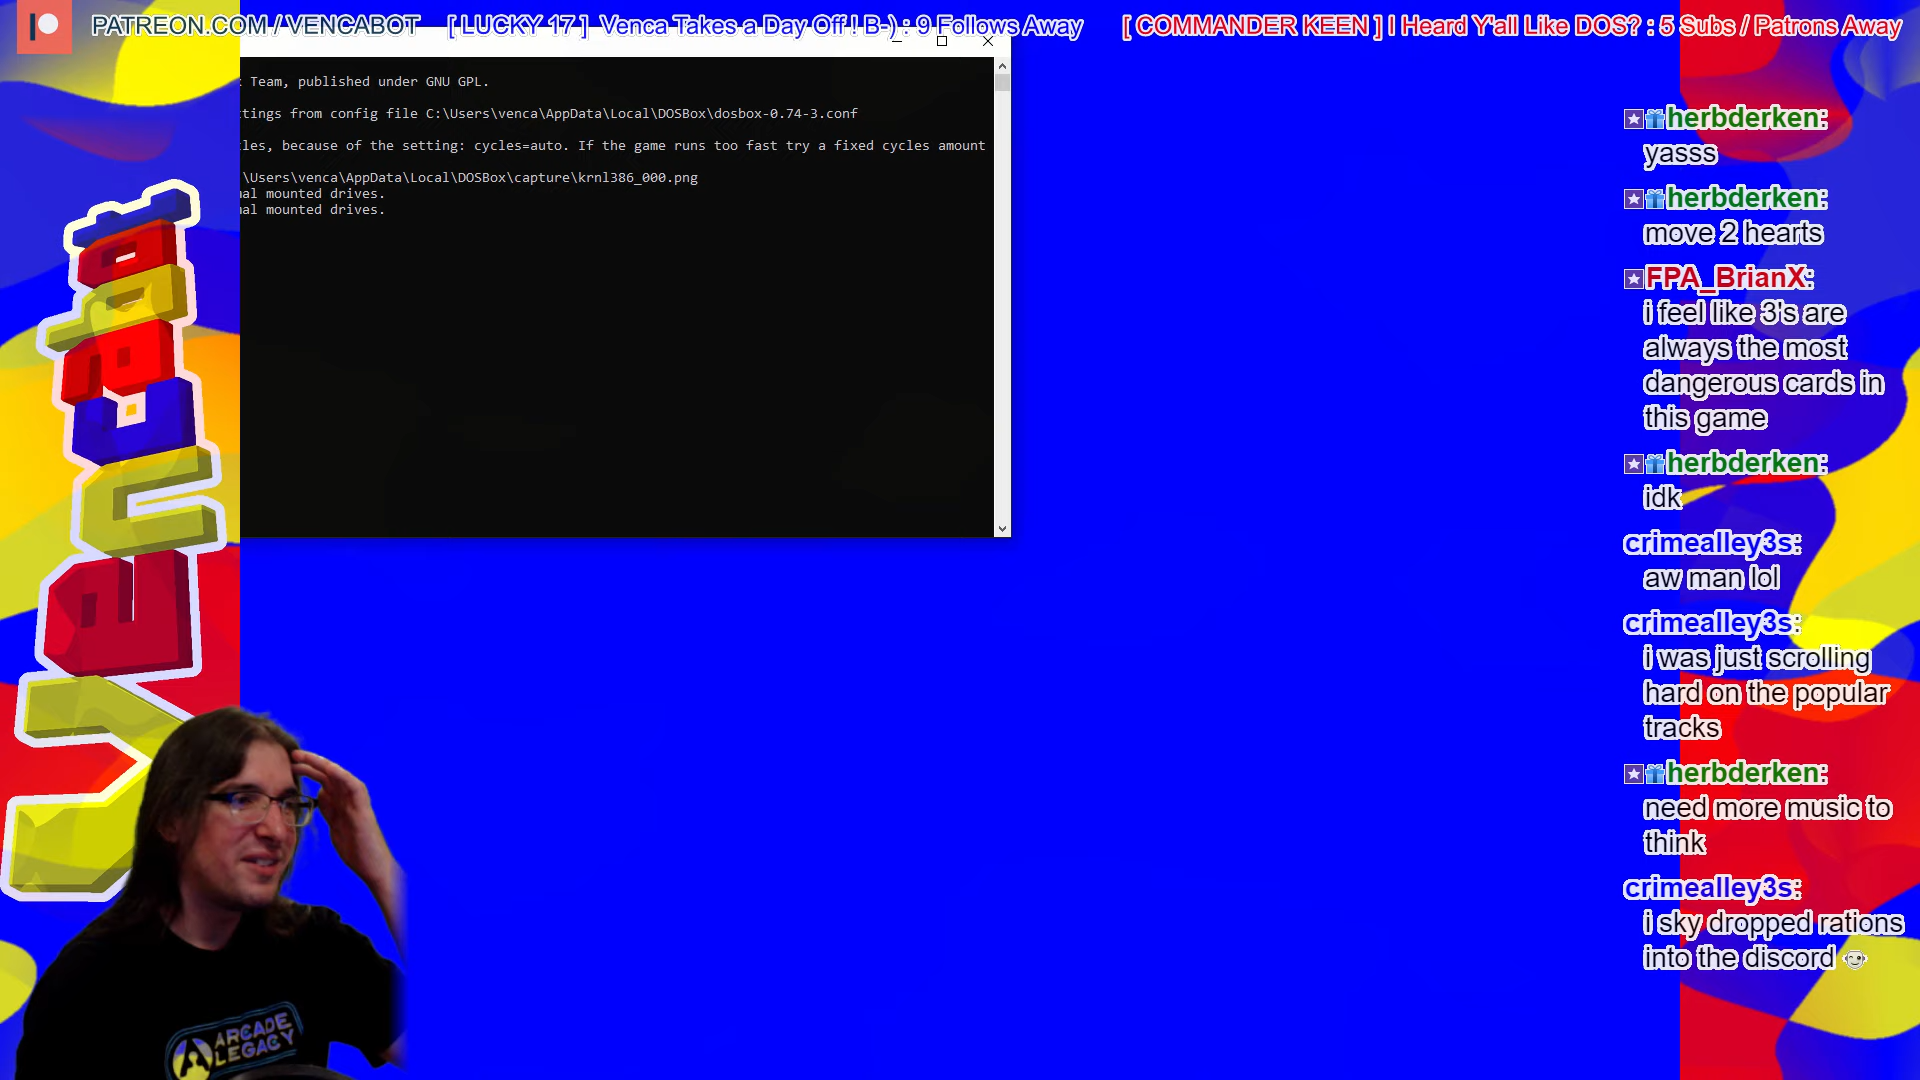 PATREON.COM / VENCABOT [ LUCKY 17 ] Venca Takes a Day Off ! B-) : 9 Follows Away [ COMMANDER KEEN ] I Heard Y'all Like DOS? : 5 Subs / Patrons Away
Team, published under GNU GPL.
tings from config file C:\Users\venca\AppData\Local\DOSBox\dosbox-0.74-3.conf
les, because of the setting: cycles=auto. If the game runs too fast try a fixed cycles amount
\Users\venca\AppData\Local\DOSBox\capture\krnl386_000.png
al mounted drives.
al mounted drives.
herbderken:
yasss
herbderken:
move 2 hearts
FPA_BrianX:
i feel like 3's are
always the most
dangerous cards in
this game
herbderken:
idk
crimealley3s:
aw man lol
crimealley3s:
i was just scrolling
hard on the popular
tracks
herbderken:
need more music to
think
crimealley3s:
i sky dropped rations
into the discord
Vencabot
ARCADE
LEGACY